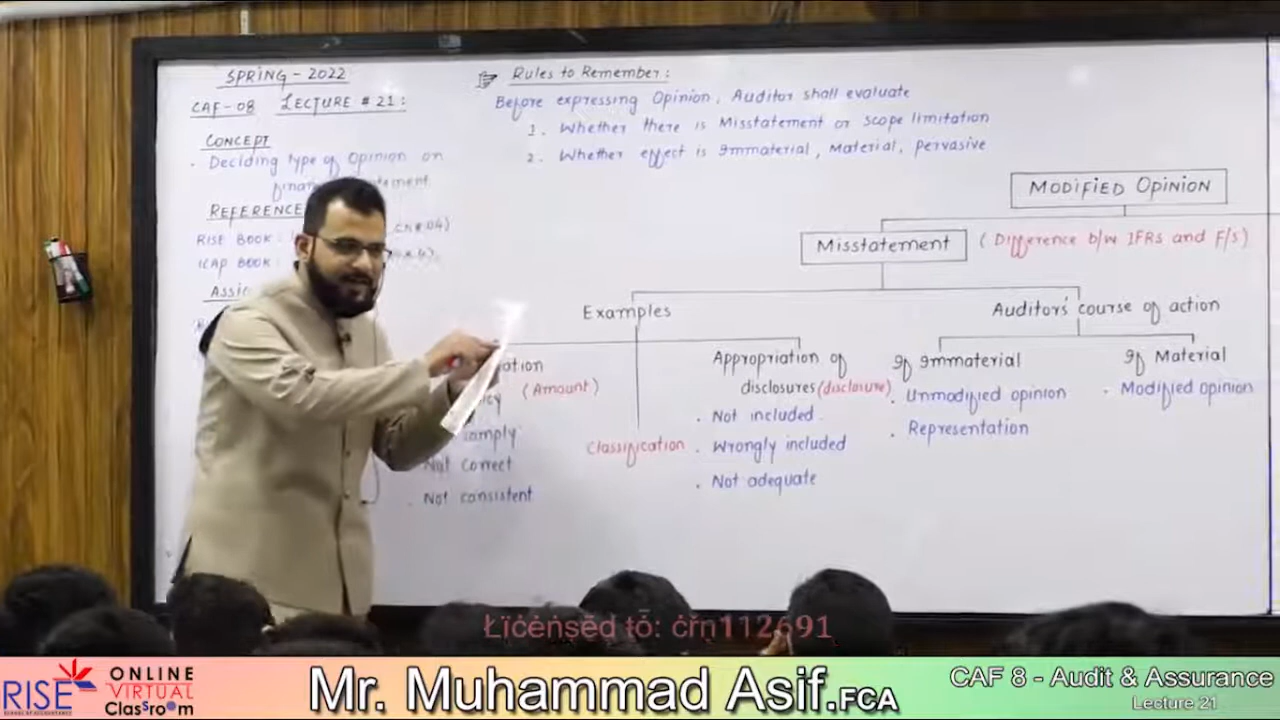 SPRING - 2022
CAF-08 LECTURE # 21:
CONCEPT
• Deciding type of Opinion on
REFERENCE
RISE BOOK:
ICAP BOOK:
☞ Rules to Remember:
Before expressing Opinion, Auditor shall evaluate
1. Whether there is Misstatement or scope limitation
2. Whether effect is Immaterial, Material, pervasive
MODIFIED OPINION
Misstatement (Difference b/w IFRs and F/s)
Examples
(Amount)
Not correct
• Not consistent
Classification
Appropriation of
disclosures (disclosure)
• Not included
• Wrongly included
• Not adequate
Auditor's course of action
If Immaterial
• Unmodified opinion
• Representation
If Material
• Modified opinion
Łïċėṅṣëḋ ṫȯ: ċṙṇ112691
RISE
ONLINE
VIRTUAL
ClasSroom
Mr. Muhammad Asif.FCA
CAF 8 - Audit & Assurance
Lecture 21